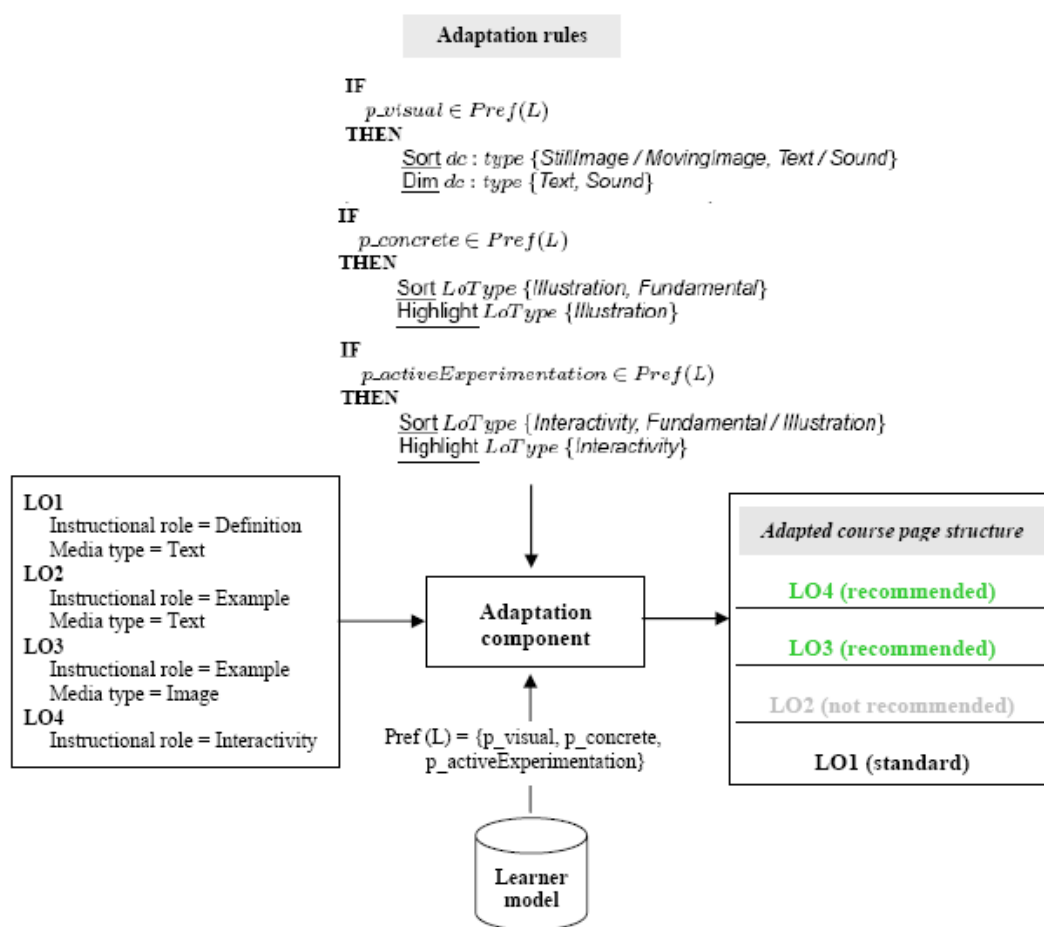 Adaptation rules
IF
p_visual ∈ Pref(L)
THEN
Sort dc : type {StillImage / MovingImage, Text / Sound}
Dim dc : type {Text, Sound}
IF
p_concrete ∈ Pref(L)
THEN
Sort LoType {Illustration, Fundamental}
Highlight LoType {Illustration}
IF
p_activeExperimentation ∈ Pref(L)
THEN
Sort LoType {Interactivity, Fundamental / Illustration}
Highlight LoType {Interactivity}
LO1
Instructional role = Definition
Media type = Text
LO2
Instructional role = Example
Media type = Text
LO3
Instructional role = Example
Media type = Image
LO4
Instructional role = Interactivity
Adaptation
component
Pref (L) = {p_visual, p_concrete,
p_activeExperimentation}
Learner
model
Adapted course page structure
LO4 (recommended)
LO3 (recommended)
LO2 (not recommended)
LO1 (standard)